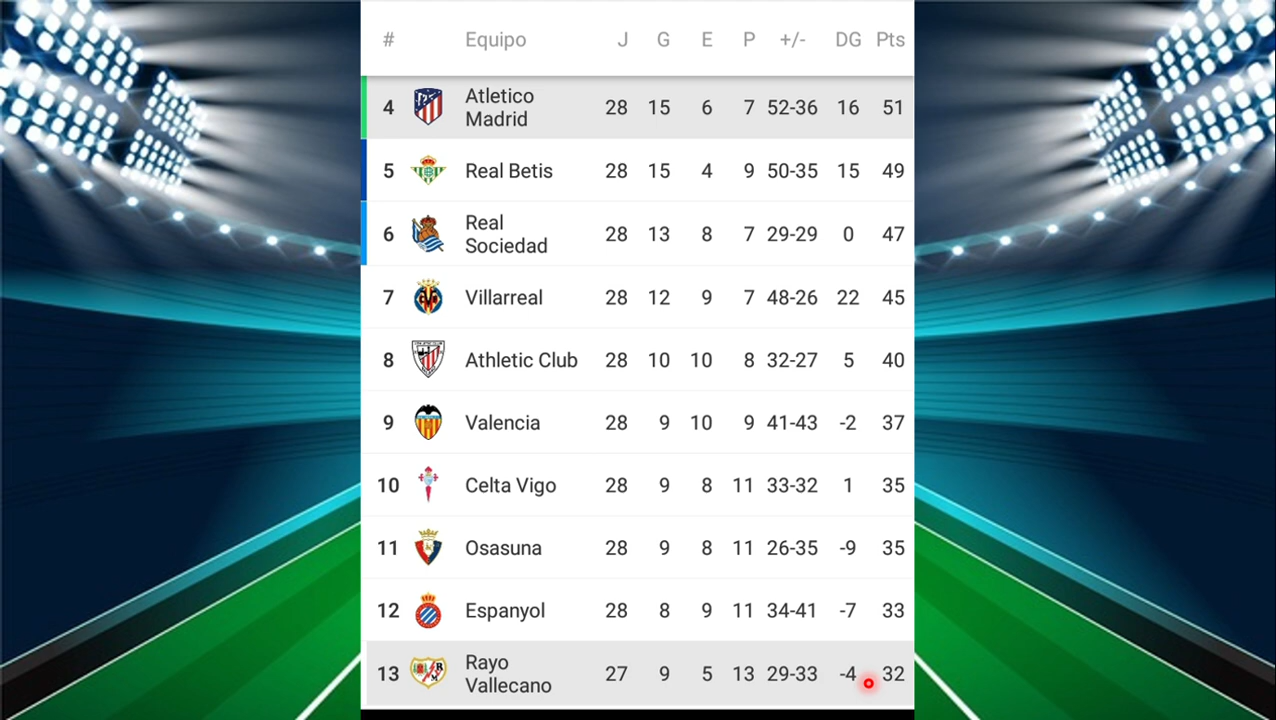 # Equipo J G E P +/- DG Pts
4 Atletico Madrid 28 15 6 7 52-36 16 51
5 Real Betis 28 15 4 9 50-35 15 49
6 Real Sociedad 28 13 8 7 29-29 0 47
7 Villarreal 28 12 9 7 48-26 22 45
8 Athletic Club 28 10 10 8 32-27 5 40
9 Valencia 28 9 10 9 41-43 -2 37
10 Celta Vigo 28 9 8 11 33-32 1 35
11 Osasuna 28 9 8 11 26-35 -9 35
12 Espanyol 28 8 9 11 34-41 -7 33
13 Rayo Vallecano 27 9 5 13 29-33 -4 32